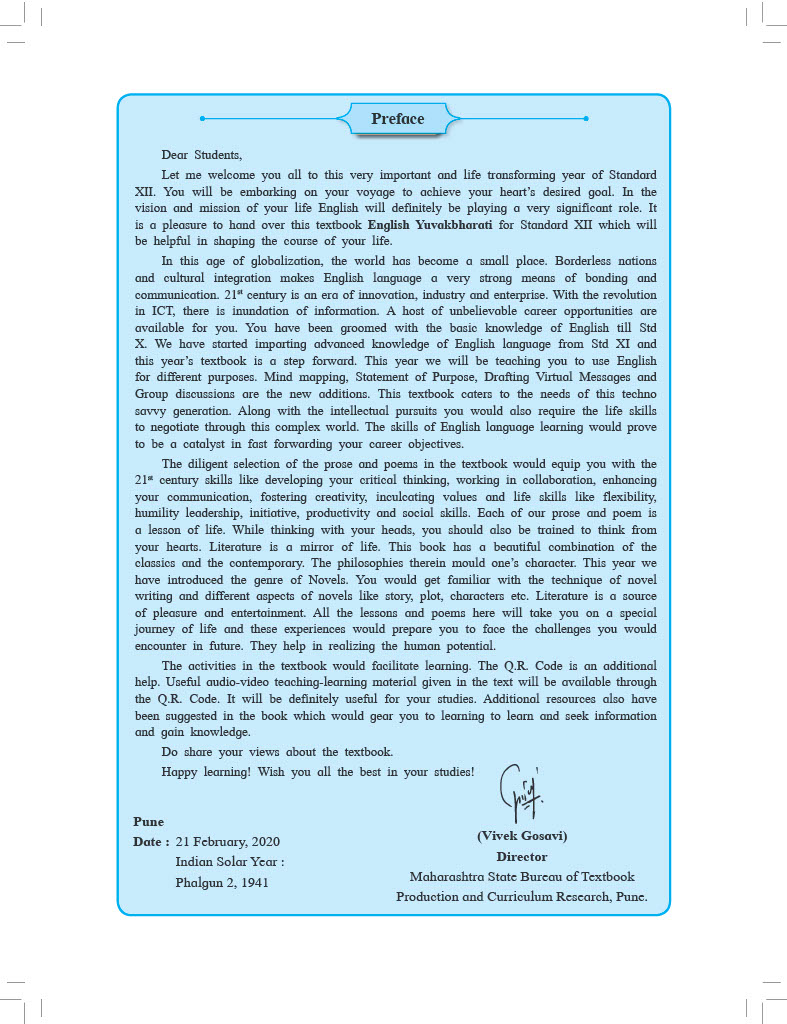 Preface
Dear Students,
Let me welcome you all to this very important and life transforming year of Standard
XII. You will be embarking on your voyage to achieve your heart’s desired goal. In the
vision and mission of your life English will definitely be playing a very significant role. It
is a pleasure to hand over this textbook English Yuvakbharati for Standard XII which will
be helpful in shaping the course of your life.
In this age of globalization, the world has become a small place. Borderless nations
and cultural integration makes English language a very strong means of bonding and
communication. 21st century is an era of innovation, industry and enterprise. With the revolution
in ICT, there is inundation of information. A host of unbelievable career opportunities are
available for you. You have been groomed with the basic knowledge of English till Std
X. We have started imparting advanced knowledge of English language from Std XI and
this year’s textbook is a step forward. This year we will be teaching you to use English
for different purposes. Mind mapping, Statement of Purpose, Drafting Virtual Messages and
Group discussions are the new additions. This textbook caters to the needs of this techno
savvy generation. Along with the intellectual pursuits you would also require the life skills
to negotiate through this complex world. The skills of English language learning would prove
to be a catalyst in fast forwarding your career objectives.
The diligent selection of the prose and poems in the textbook would equip you with the
21st century skills like developing your critical thinking, working in collaboration, enhancing
your communication, fostering creativity, inculcating values and life skills like flexibility,
humility leadership, initiative, productivity and social skills. Each of our prose and poem is
a lesson of life. While thinking with your heads, you should also be trained to think from
your hearts. Literature is a mirror of life. This book has a beautiful combination of the
classics and the contemporary. The philosophies therein mould one’s character. This year we
have introduced the genre of Novels. You would get familiar with the technique of novel
writing and different aspects of novels like story, plot, characters etc. Literature is a source
of pleasure and entertainment. All the lessons and poems here will take you on a special
journey of life and these experiences would prepare you to face the challenges you would
encounter in future. They help in realizing the human potential.
The activities in the textbook would facilitate learning. The Q.R. Code is an additional
help. Useful audio-video teaching-learning material given in the text will be available through
the Q.R. Code. It will be definitely useful for your studies. Additional resources also have
been suggested in the book which would gear you to learning to learn and seek information
and gain knowledge.
Do share your views about the textbook.
Happy learning! Wish you all the best in your studies!
Pune
Date : 21 February, 2020
Indian Solar Year :
Phalgun 2, 1941
(Vivek Gosavi)
Director
Maharashtra State Bureau of Textbook
Production and Curriculum Research, Pune.